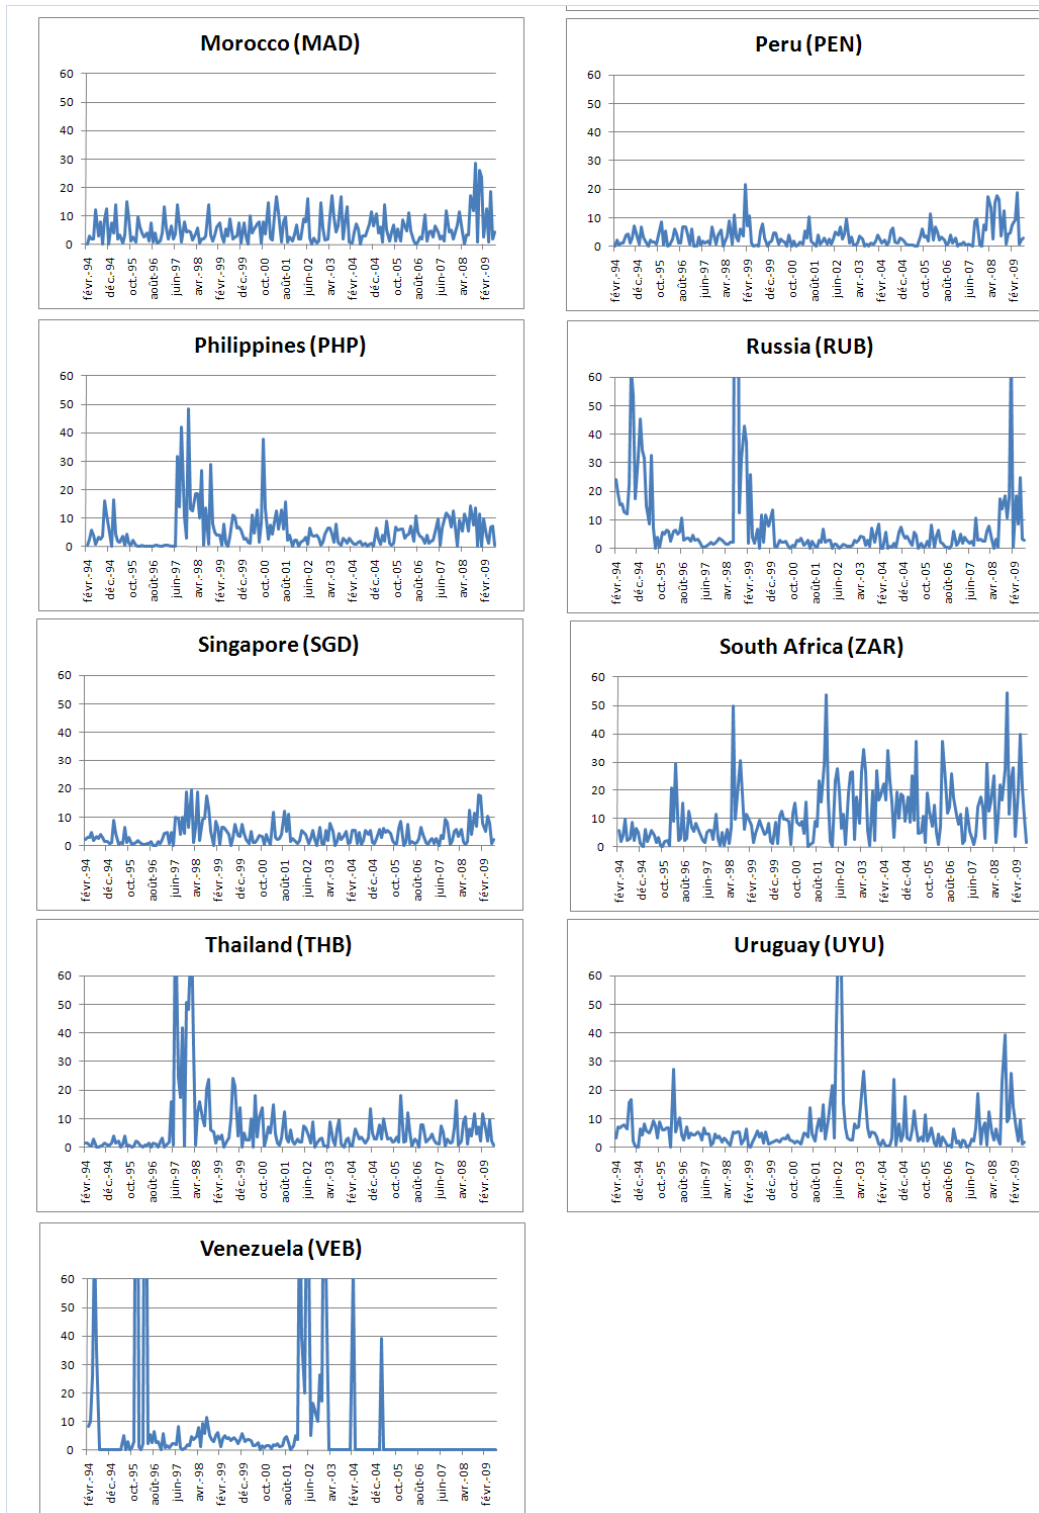 Morocco (MAD)
60
50
40
30
20
10
0
févr.-94
déc.-94
oct.-95
août-96
juin-97
avr.-98
févr.-99
déc.-99
oct.-00
août-01
juin-02
avr.-03
févr.-04
déc.-04
oct.-05
août-06
juin-07
avr.-08
févr.-09
Peru (PEN)
60
50
40
30
20
10
0
févr.-94
déc.-94
oct.-95
août-96
juin-97
avr.-98
févr.-99
déc.-99
oct.-00
août-01
juin-02
avr.-03
févr.-04
déc.-04
oct.-05
août-06
juin-07
avr.-08
févr.-09
Philippines (PHP)
60
50
40
30
20
10
0
févr.-94
déc.-94
oct.-95
août-96
juin-97
avr.-98
févr.-99
déc.-99
oct.-00
août-01
juin-02
avr.-03
févr.-04
déc.-04
oct.-05
août-06
juin-07
avr.-08
févr.-09
Russia (RUB)
60
50
40
30
20
10
0
févr.-94
déc.-94
oct.-95
août-96
juin-97
avr.-98
févr.-99
déc.-99
oct.-00
août-01
juin-02
avr.-03
févr.-04
déc.-04
oct.-05
août-06
juin-07
avr.-08
févr.-09
Singapore (SGD)
60
50
40
30
20
10
0
févr.-94
déc.-94
oct.-95
août-96
juin-97
avr.-98
févr.-99
déc.-99
oct.-00
août-01
juin-02
avr.-03
févr.-04
déc.-04
oct.-05
août-06
juin-07
avr.-08
févr.-09
South Africa (ZAR)
60
50
40
30
20
10
0
févr.-94
déc.-94
oct.-95
août-96
juin-97
avr.-98
févr.-99
déc.-99
oct.-00
août-01
juin-02
avr.-03
févr.-04
déc.-04
oct.-05
août-06
juin-07
avr.-08
févr.-09
Thailand (THB)
60
50
40
30
20
10
0
févr.-94
déc.-94
oct.-95
août-96
juin-97
avr.-98
févr.-99
déc.-99
oct.-00
août-01
juin-02
avr.-03
févr.-04
déc.-04
oct.-05
août-06
juin-07
avr.-08
févr.-09
Uruguay (UYU)
60
50
40
30
20
10
0
févr.-94
déc.-94
oct.-95
août-96
juin-97
avr.-98
févr.-99
déc.-99
oct.-00
août-01
juin-02
avr.-03
févr.-04
déc.-04
oct.-05
août-06
juin-07
avr.-08
févr.-09
Venezuela (VEB)
60
50
40
30
20
10
0
févr.-94
déc.-94
oct.-95
août-96
juin-97
avr.-98
févr.-99
déc.-99
oct.-00
août-01
juin-02
avr.-03
févr.-04
déc.-04
oct.-05
août-06
juin-07
avr.-08
févr.-09